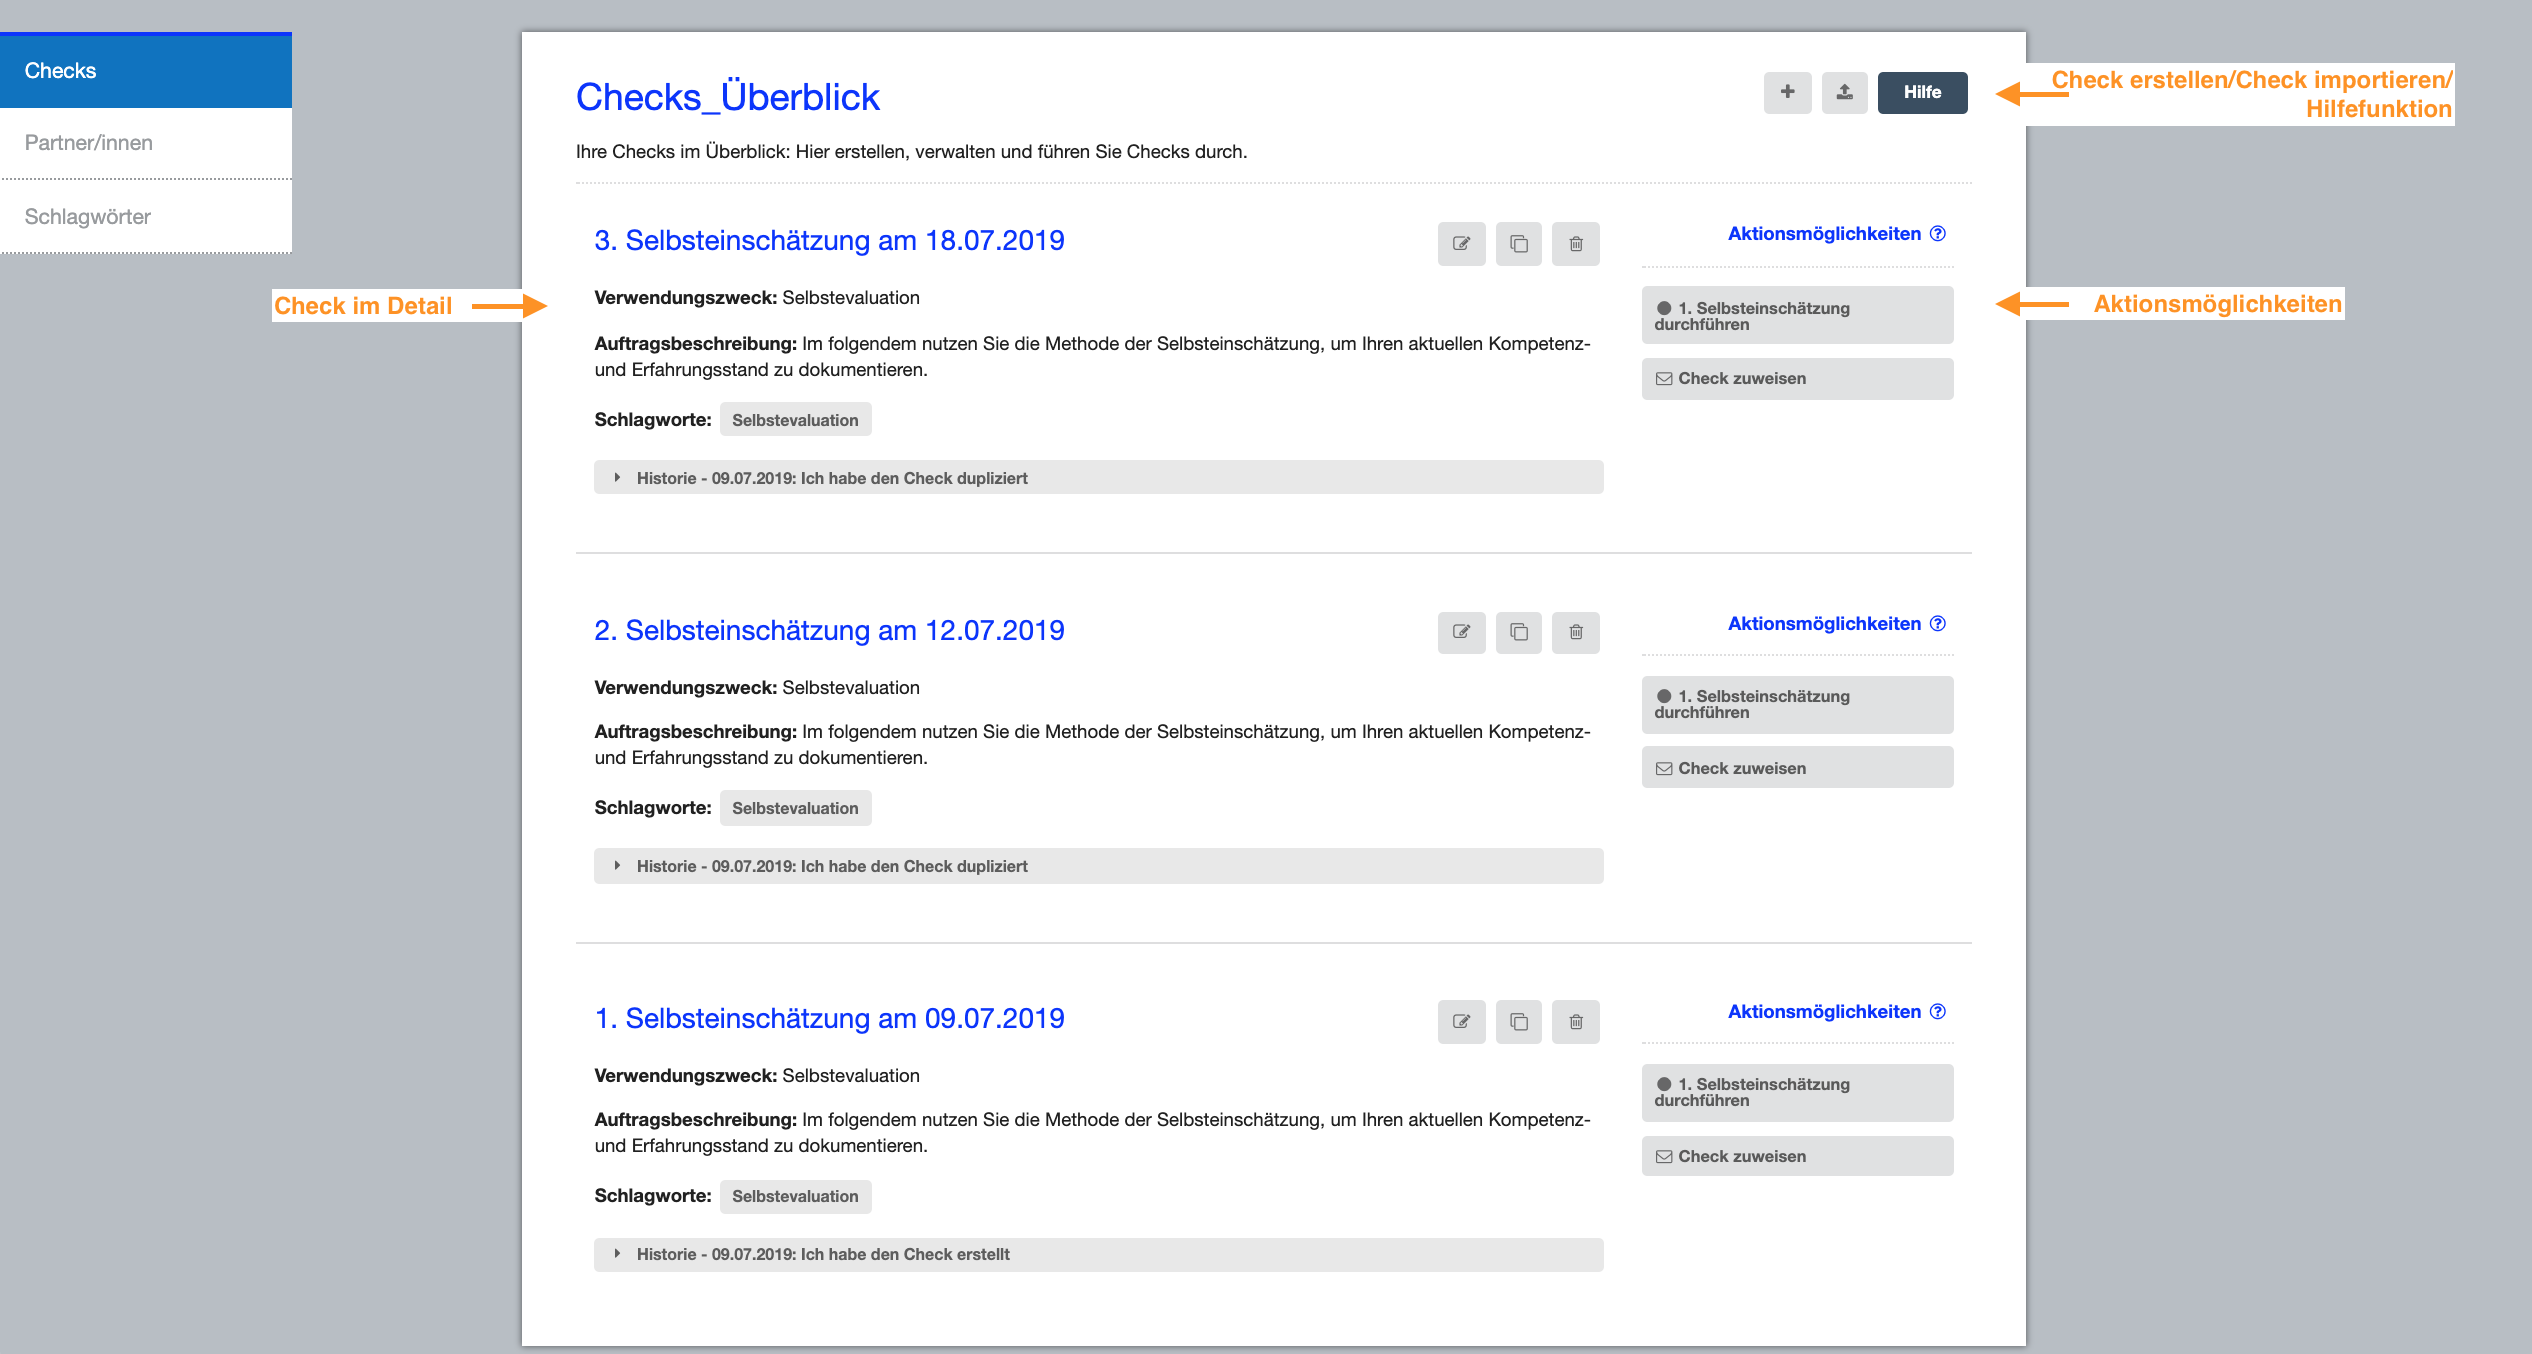 Checks
Partner/innen
Schlagwörter
Checks_Überblick
Hilfe
Check erstellen/Check importieren/
Hilfefunktion
Ihre Checks im Überblick: Hier erstellen, verwalten und führen Sie Checks durch.
3. Selbsteinschätzung am 18.07.2019
Aktionsmöglichkeiten
Check im Detail
Verwendungszweck: Selbstevaluation
Auftragsbeschreibung: Im folgendem nutzen Sie die Methode der Selbsteinschätzung, um Ihren aktuellen Kompetenz-
und Erfahrungsstand zu dokumentieren.
Schlagworte: Selbstevaluation
Historie - 09.07.2019: Ich habe den Check dupliziert
1. Selbsteinschätzung
durchführen
Check zuweisen
Aktionsmöglichkeiten
2. Selbsteinschätzung am 12.07.2019
Aktionsmöglichkeiten
Verwendungszweck: Selbstevaluation
Auftragsbeschreibung: Im folgendem nutzen Sie die Methode der Selbsteinschätzung, um Ihren aktuellen Kompetenz-
und Erfahrungsstand zu dokumentieren.
Schlagworte: Selbstevaluation
Historie - 09.07.2019: Ich habe den Check dupliziert
1. Selbsteinschätzung
durchführen
Check zuweisen
1. Selbsteinschätzung am 09.07.2019
Aktionsmöglichkeiten
Verwendungszweck: Selbstevaluation
Auftragsbeschreibung: Im folgendem nutzen Sie die Methode der Selbsteinschätzung, um Ihren aktuellen Kompetenz-
und Erfahrungsstand zu dokumentieren.
Schlagworte: Selbstevaluation
Historie - 09.07.2019: Ich habe den Check erstellt
1. Selbsteinschätzung
durchführen
Check zuweisen